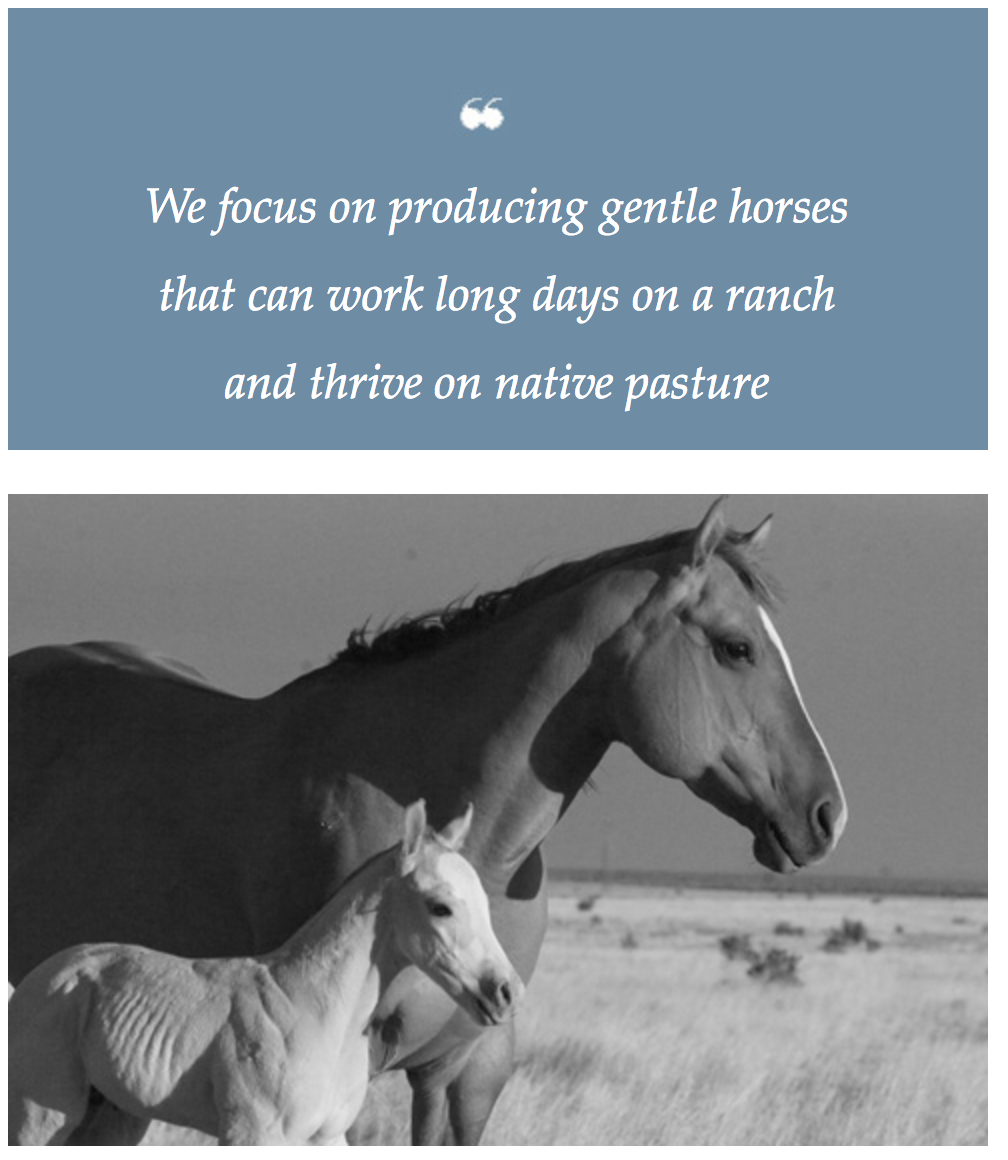 ❝
We focus on producing gentle horses
that can work long days on a ranch
and thrive on native pasture